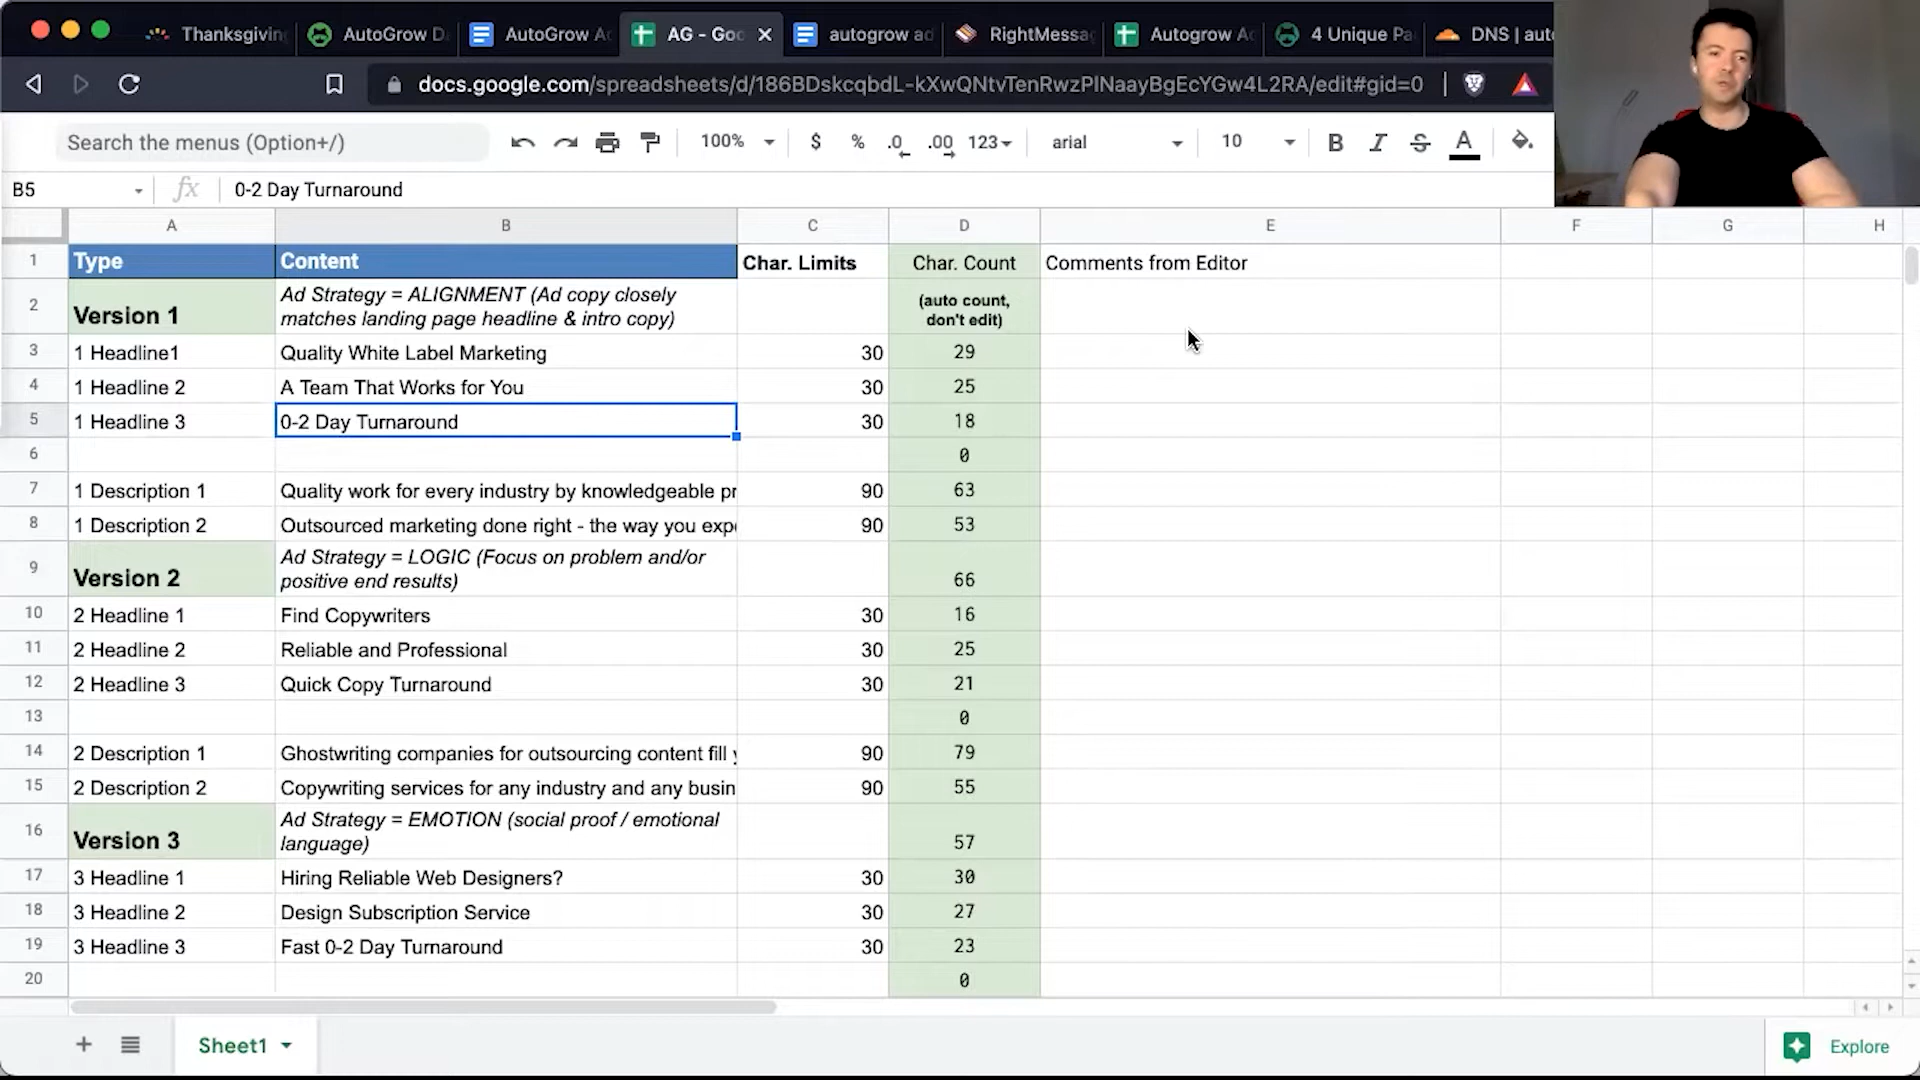 Thanksgiving
AutoGrow D
AutoGrow Ac
AG - Goo
autogrow ad
RightMessa
Autogrow Ac
4 Unique Pa
DNS | aut
docs.google.com/spreadsheets/d/186BDskcqbdL-kXwQNtvTenRwzPlNaayBgEcYGw4L2RA/edit#gid=0
Search the menus (Option+/)
100%
$ % .0 .00 123
arial
10
B I S A
B5
fx
0-2 Day Turnaround
A B C D E F G H
1 Type Content Char. Limits Char. Count Comments from Editor
2 Version 1 Ad Strategy = ALIGNMENT (Ad copy closely matches landing page headline & intro copy) (auto count, don't edit)
3 1 Headline1 Quality White Label Marketing 30 29
4 1 Headline 2 A Team That Works for You 30 25
5 1 Headline 3 0-2 Day Turnaround 30 18
6 0
7 1 Description 1 Quality work for every industry by knowledgeable pr 90 63
8 1 Description 2 Outsourced marketing done right - the way you expe 90 53
9 Version 2 Ad Strategy = LOGIC (Focus on problem and/or positive end results) 66
10 2 Headline 1 Find Copywriters 30 16
11 2 Headline 2 Reliable and Professional 30 25
12 2 Headline 3 Quick Copy Turnaround 30 21
13 0
14 2 Description 1 Ghostwriting companies for outsourcing content fill y 90 79
15 2 Description 2 Copywriting services for any industry and any busin 90 55
16 Version 3 Ad Strategy = EMOTION (social proof / emotional language) 57
17 3 Headline 1 Hiring Reliable Web Designers? 30 30
18 3 Headline 2 Design Subscription Service 30 27
19 3 Headline 3 Fast 0-2 Day Turnaround 30 23
20 0
Sheet1
Explore